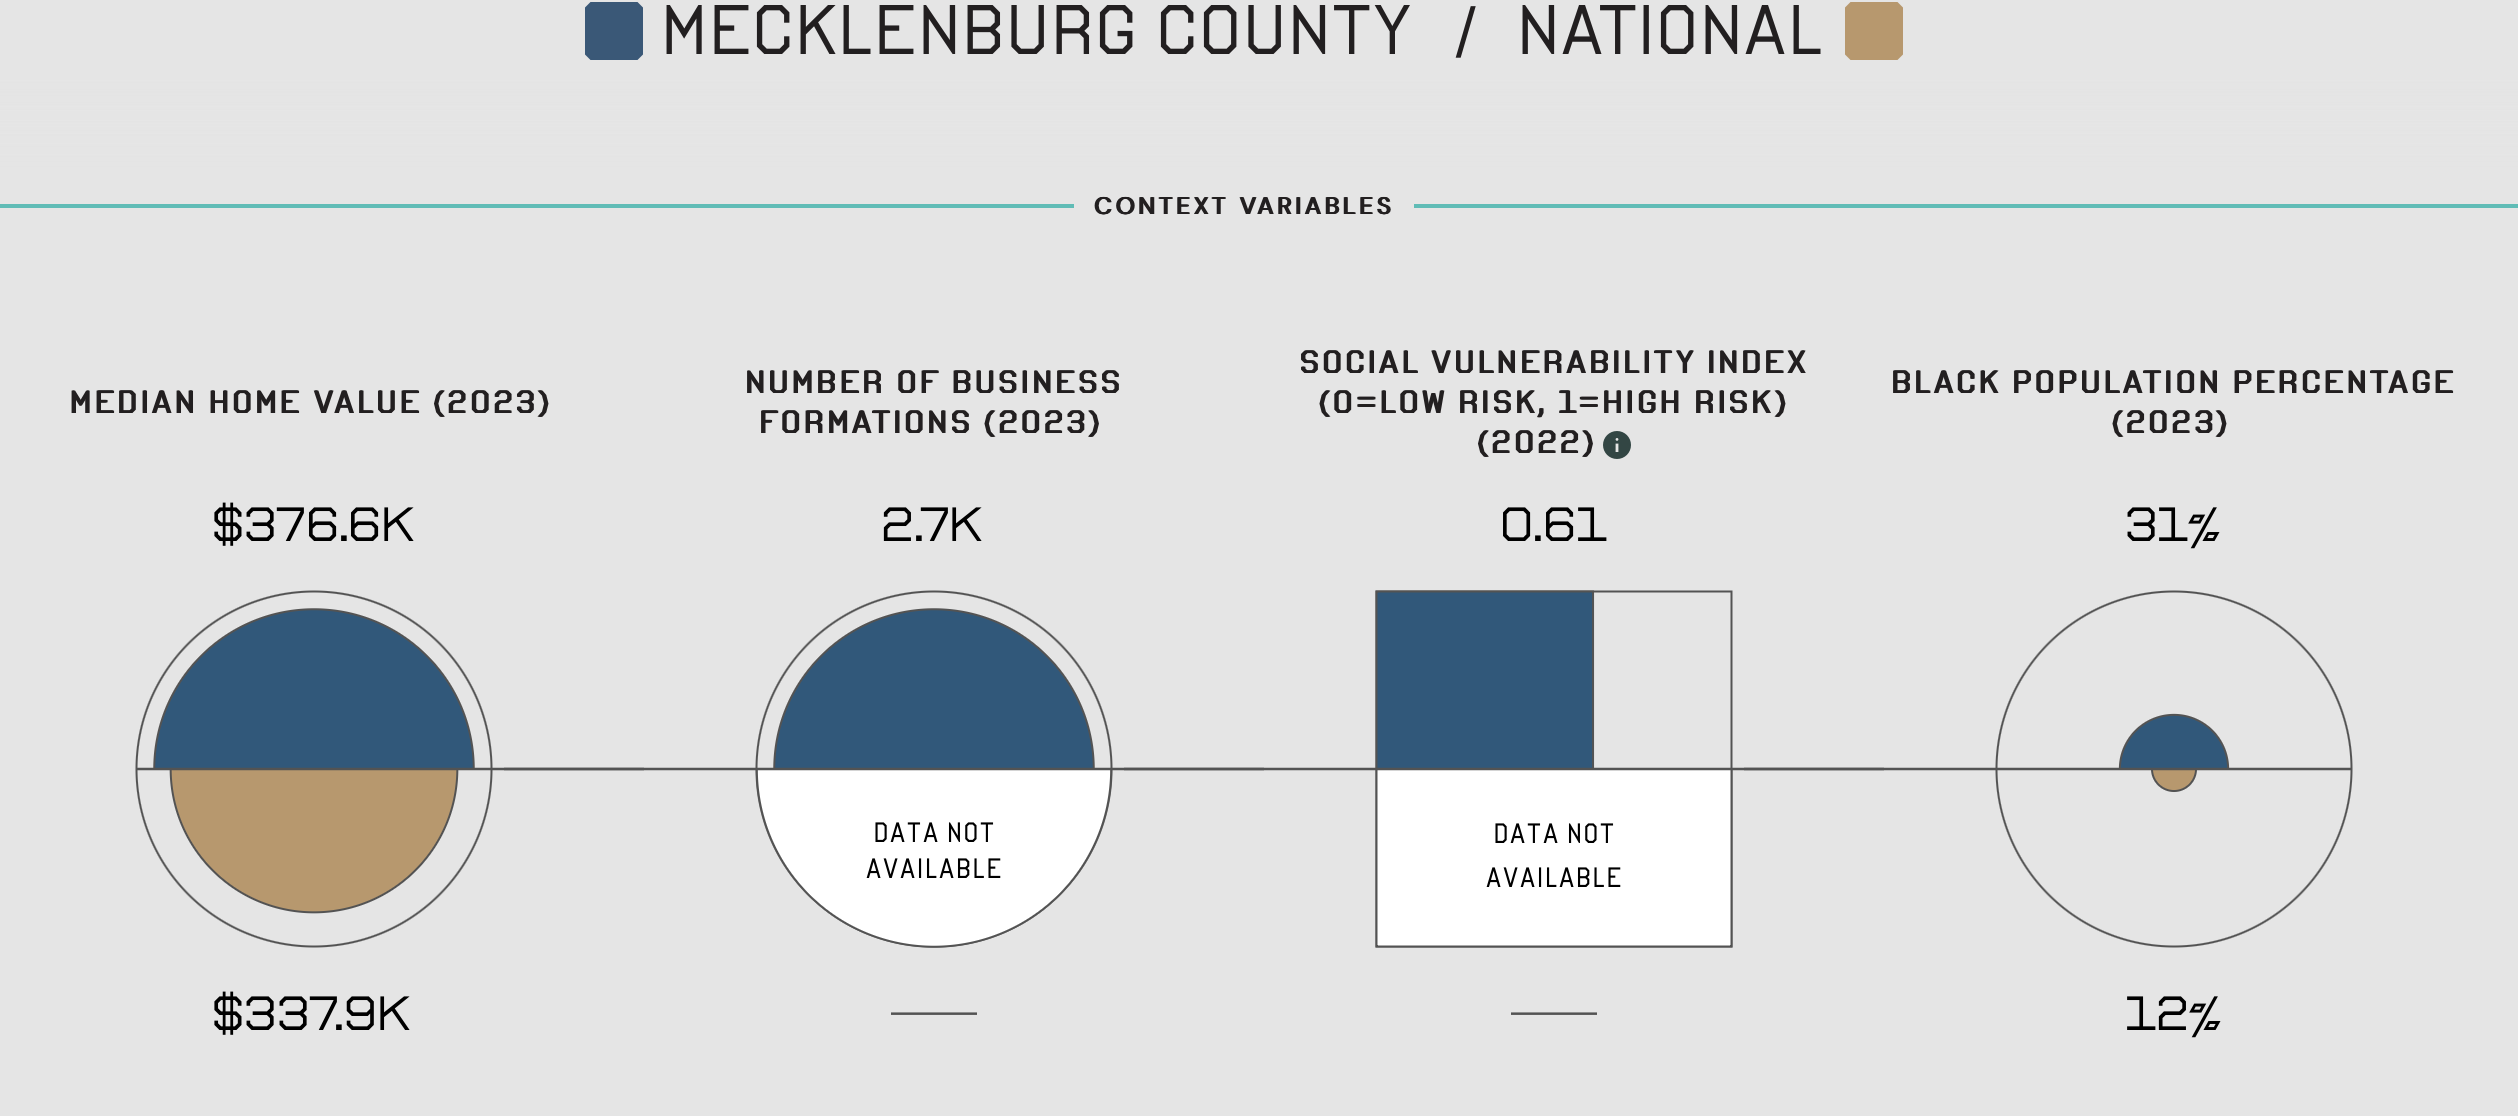 MECKLENBURG COUNTY / NATIONAL
CONTEXT VARIABLES
MEDIAN HOME VALUE (2023)
$376.6K
$337.9K
NUMBER OF BUSINESS
FORMATIONS (2023)
2.7K
DATA NOT
AVAILABLE
SOCIAL VULNERABILITY INDEX
(0=LOW RISK, 1=HIGH RISK)
(2022) i
0.61
DATA NOT
AVAILABLE
BLACK POPULATION PERCENTAGE
(2023)
31%
12%